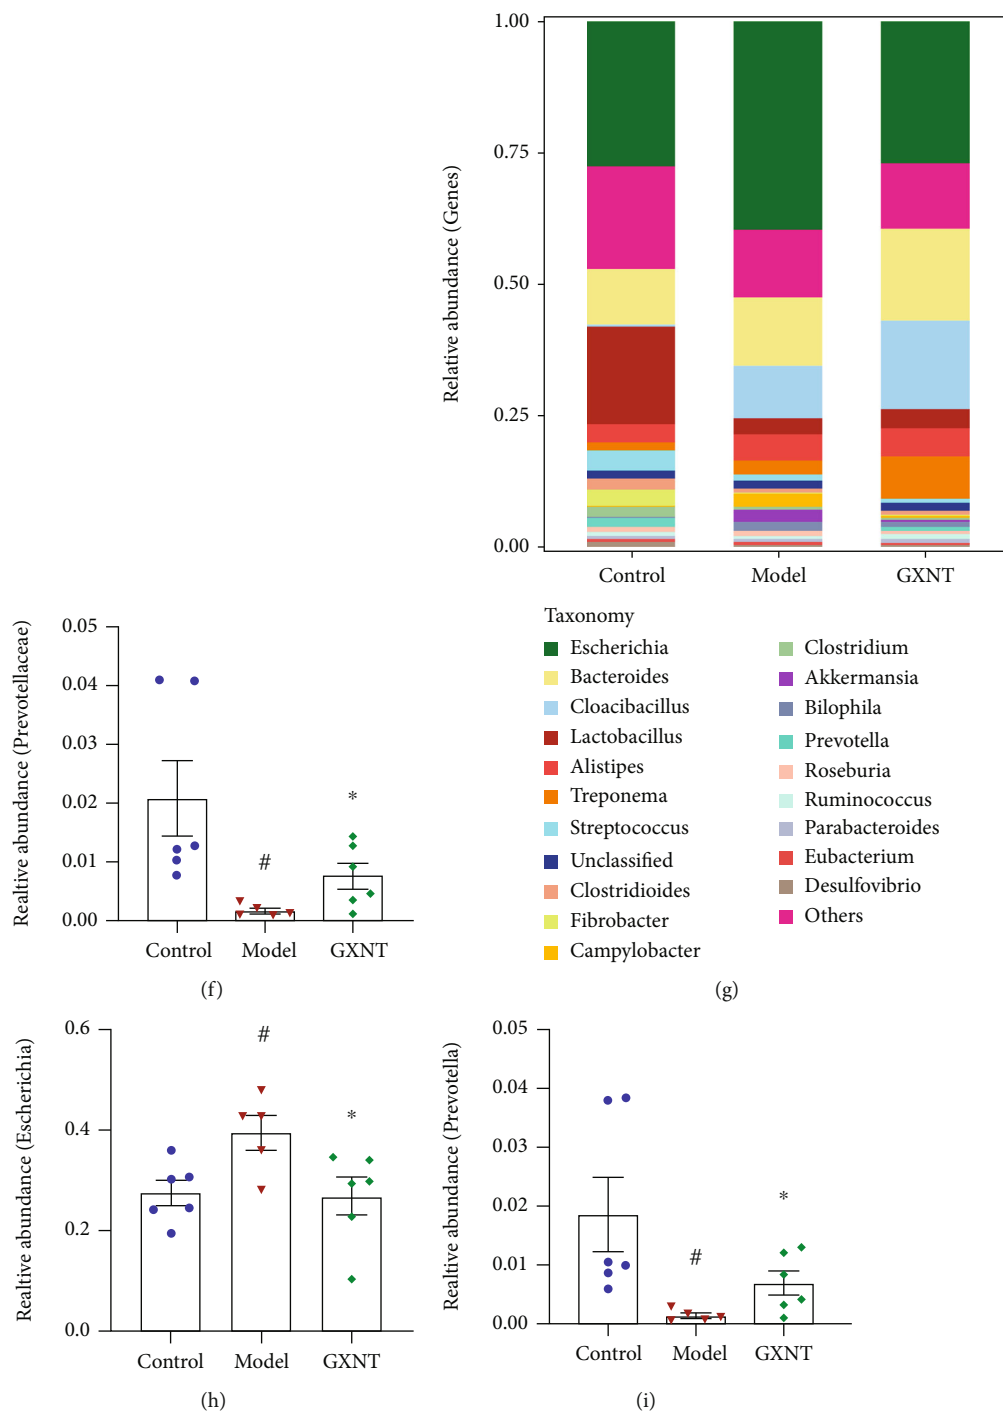 1.00
0.75
0.50
0.25
0.00
Relative abundance (Genes)
Control Model GXNT
Taxonomy
Escherichia
Bacteroides
Cloacibacillus
Lactobacillus
Alistipes
Treponema
Streptococcus
Unclassified
Clostridioides
Fibrobacter
Campylobacter
Clostridium
Akkermansia
Bilophila
Prevotella
Roseburia
Ruminococcus
Parabacteroides
Eubacterium
Desulfovibrio
Others
(g)
0.05
0.04
0.03
0.02
0.01
0.00
Realtive abundance (Prevotellaceae)
#
*
Control Model GXNT
(f)
0.6
0.4
0.2
0.0
Realtive abundance (Escherichia)
#
*
Control Model GXNT
(h)
0.05
0.04
0.03
0.02
0.01
0.00
Realtive abundance (Prevotella)
#
*
Control Model GXNT
(i)